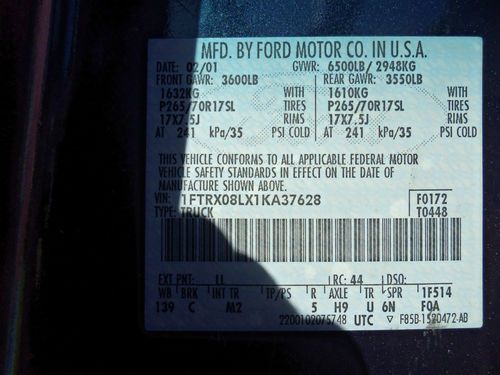 MFD. BY FORD MOTOR CO. IN U.S.A.
DATE: 02/01 GVWR: 6500LB/ 2948KG
FRONT GAWR: 3600LB REAR GAWR: 3550LB
1632KG WITH 1610KG WITH
P265/70R17SL TIRES P265/70R17SL TIRES
17X7.5J RIMS 17X7.5J RIMS
AT 241 kPa/35 PSI COLD AT 241 kPa/35 PSI COLD
THIS VEHICLE CONFORMS TO ALL APPLICABLE FEDERAL MOTOR
VEHICLE SAFETY STANDARDS IN EFFECT ON THE DATE OF
MANUFACTURE SHOWN ABOVE.
VIN: 1FTRX08LX1KA37628 F0172
TYPE: TRUCK T0448
EXT PNT: RC: 44 DSO:
WB BRK INT TR TP/PS R AXLE TR SPR 1F514
139 C M2 5 H9 U 6N F0A
2200102075748 UTC ▽ F85B-1520472-AB